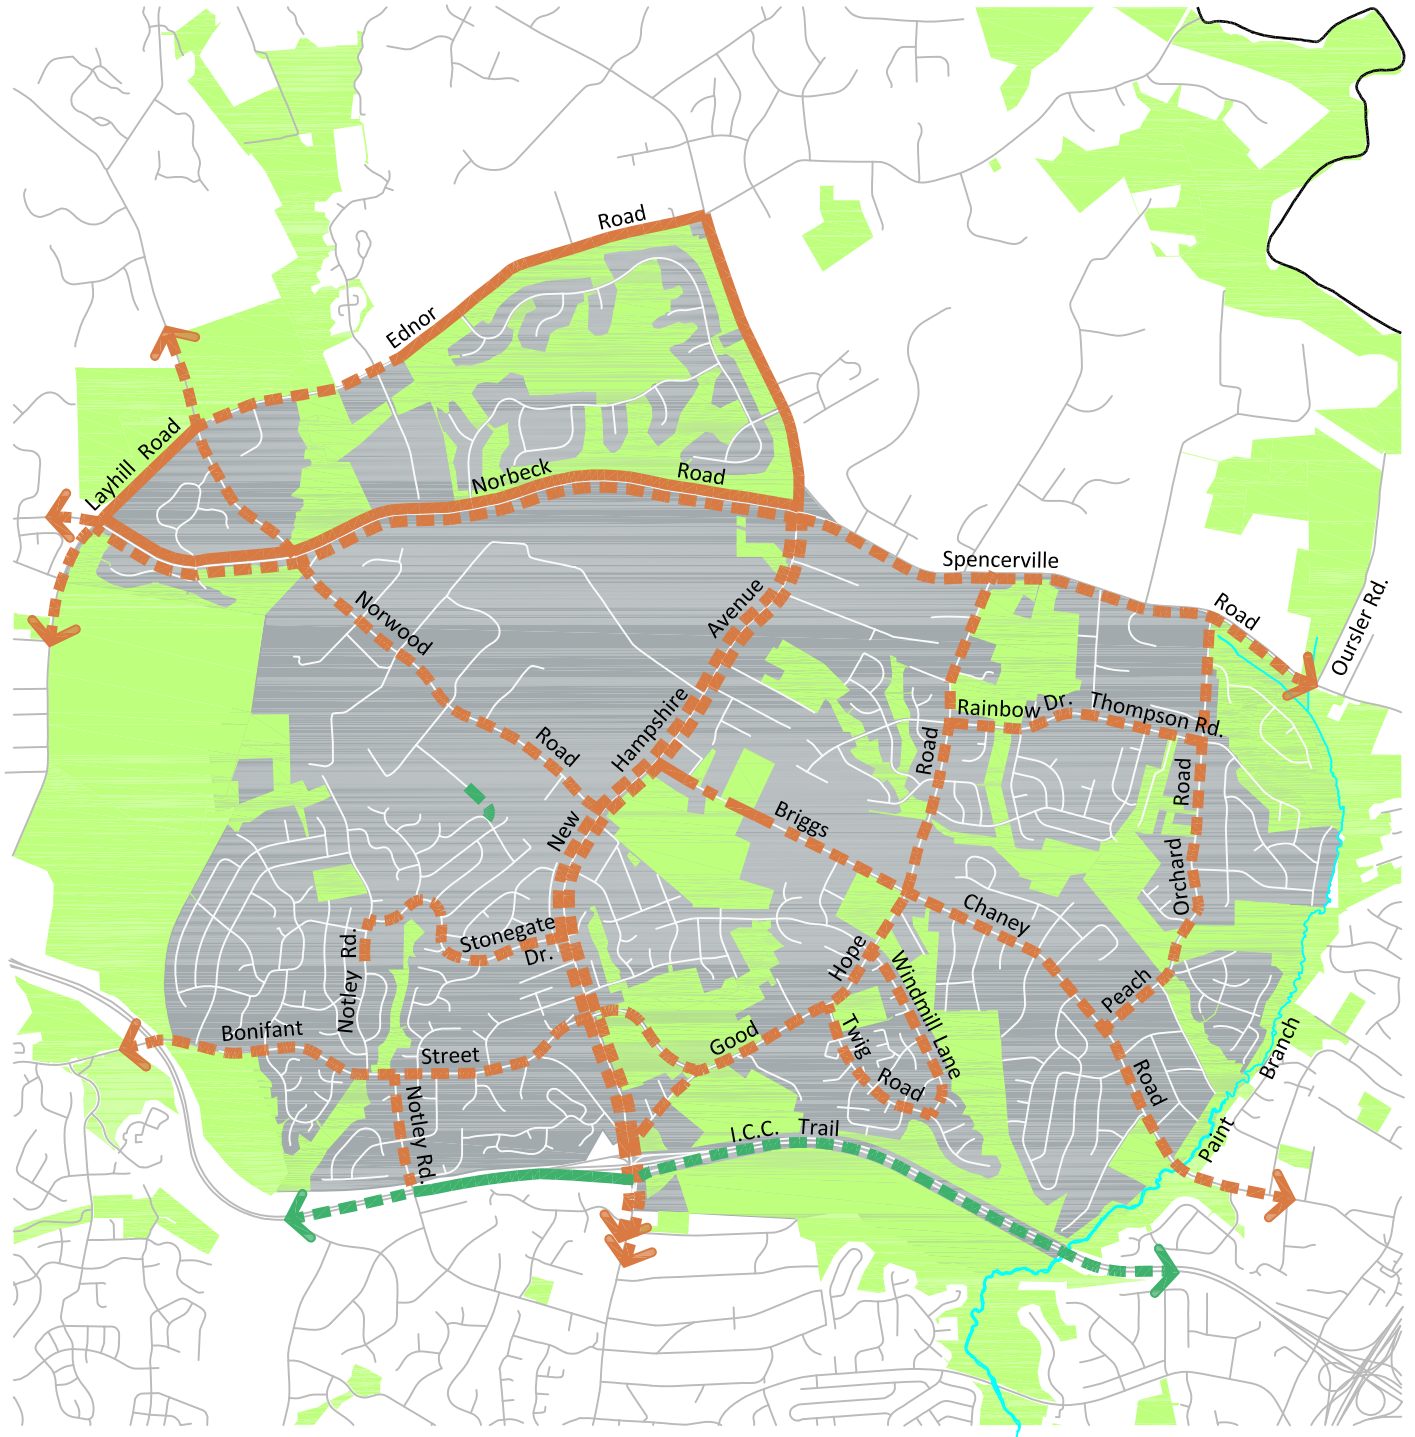 Road
Ednor
Layhill Road
Norbeck
Road
Spencerville
Road
Oursler Rd.
Norwood
Road
Avenue
Hampshire
New
Rainbow Dr.
Thompson Rd.
Road
Road
Orchard
Briggs
Chaney
Road
Peach
Stonegate
Dr.
Notley Rd.
Hope
Good
Windmill Lane
Twig
Road
Bonifant
Street
Notley Rd.
I.C.C. Trail
Paint
Branch